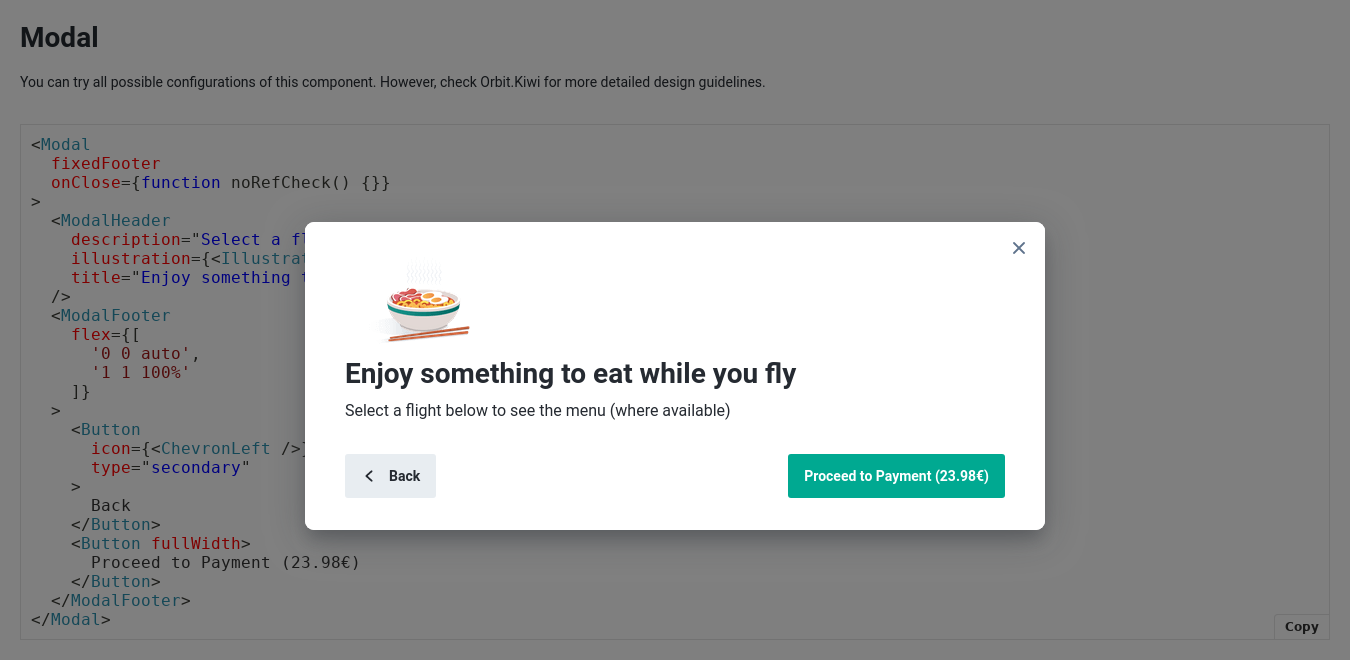 Modal
You can try all possible configurations of this component. However, check Orbit.Kiwi for more detailed design guidelines.
<Modal
  fixedFooter
  onClose={function noRefCheck() {}}
>
  <ModalHeader
    description="Select a
    illustration={<
    title="Enjoy something
  />
  <ModalFooter
    flex={[
      '0 0 auto',
      '1 1 100%'
    ]}
  >
    <Button
      icon={<ChevronLeft />
      type="secondary"
    >
      Back
    </Button>
    <Button fullWidth>
      Proceed to Payment (23.98€)
    </Button>
  </ModalFooter>
</Modal>
Copy
Enjoy something to eat while you fly
Select a flight below to see the menu (where available)
Back
Proceed to Payment (23.98€)